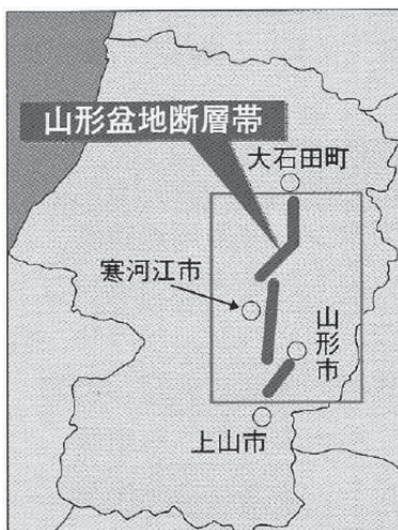 山形盆地断層帯
大石田町
寒河江市
山形市
上山市